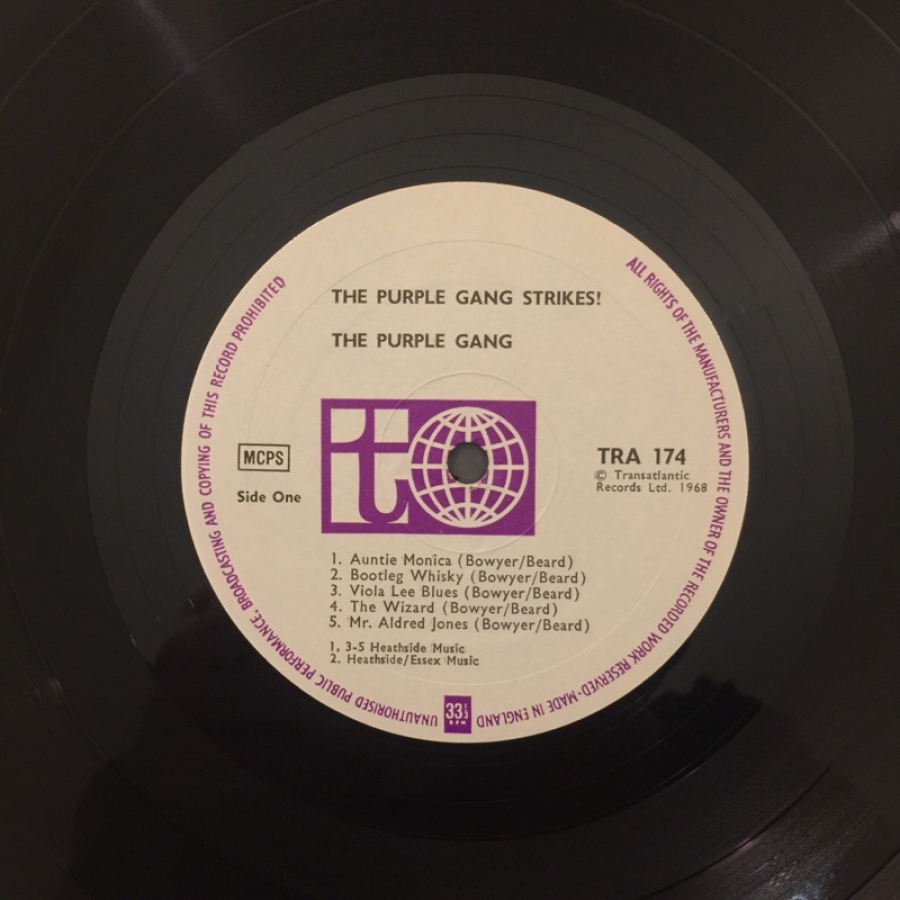 THE PURPLE GANG STRIKES!
THE PURPLE GANG
to
MCPS
Side One
TRA 174
© Transatlantic
Records Ltd. 1968
1. Auntie Monica (Bowyer/Beard)
2. Bootleg Whisky (Bowyer/Beard)
3. Viola Lee Blues (Bowyer/Beard)
4. The Wizard (Bowyer/Beard)
5. Mr. Aldred Jones (Bowyer/Beard)
1, 3-5 Heathside Music
2. Heathside/Essex Music
33⅓
RPM
ALL RIGHTS OF THE MANUFACTURERS AND THE OWNER OF THE RECORDED WORK RESERVED-MADE IN ENGLAND
UNAUTHORISED PUBLIC PERFORMANCE, BROADCASTING AND COPYING OF THIS RECORD PROHIBITED